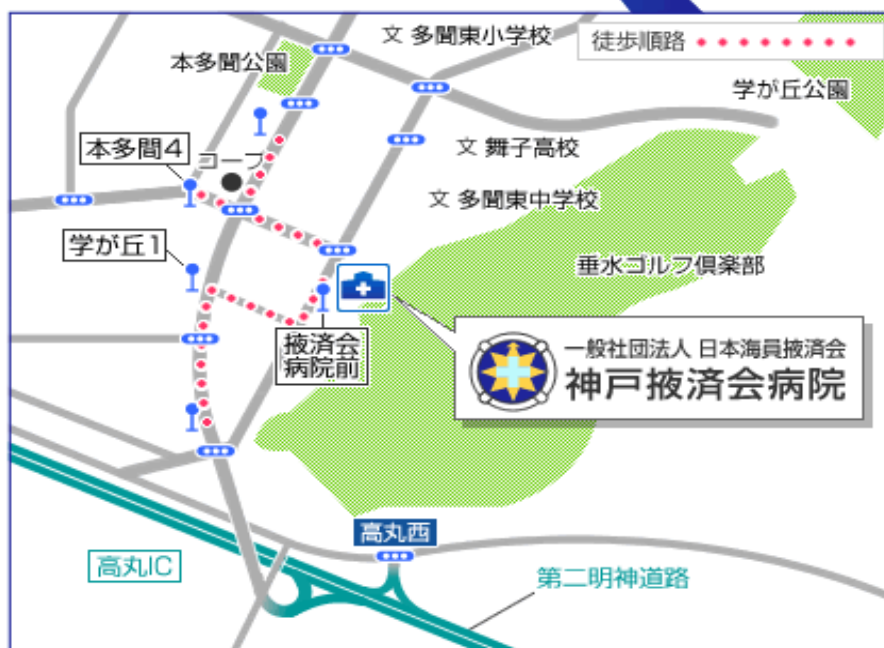 文 多聞東小学校
徒歩順路
本多聞公園
学が丘公園
本多間4
コープ
文 舞子高校
文 多聞東中学校
学が丘1
垂水ゴルフ倶楽部
掖済会
病院前
一般社団法人 日本海員掖済会
神戸掖済会病院
高丸西
高丸IC
第二明神道路